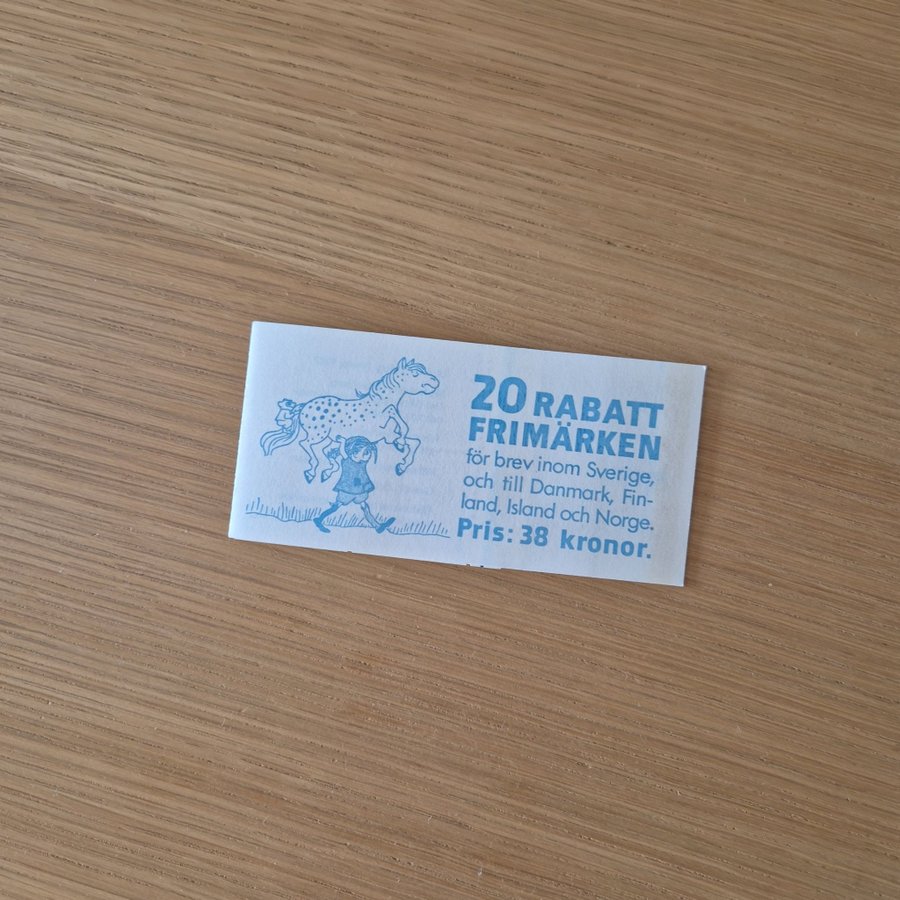 20 RABATT
FRIMÄRKEN
för brev inom Sverige,
och till Danmark, Fin-
land, Island och Norge.
Pris: 38 kronor.